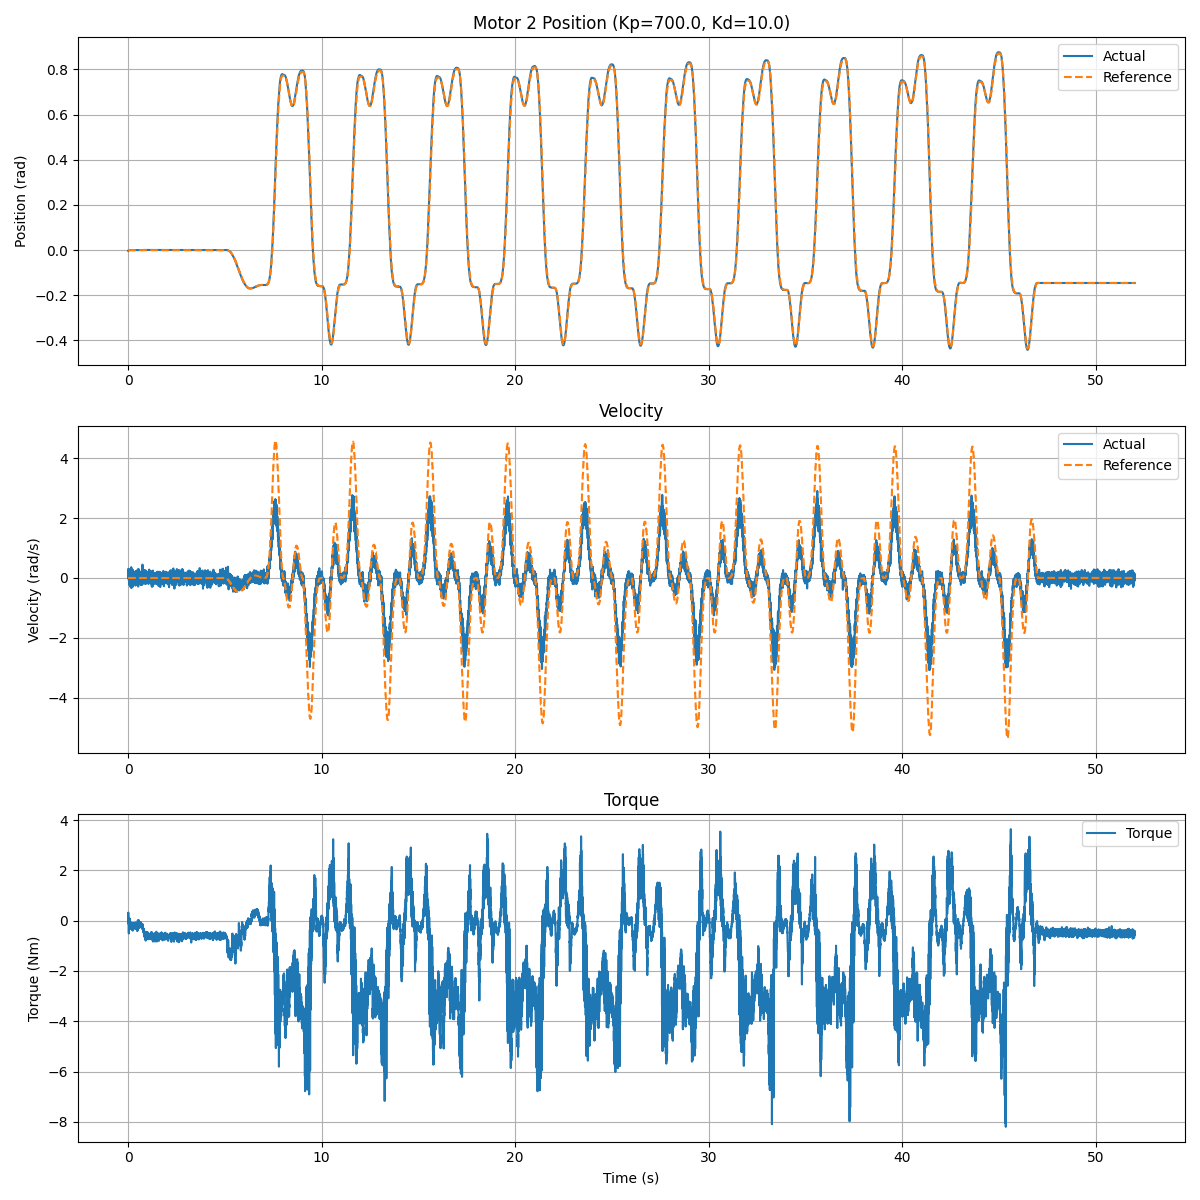 Motor 2 Position (Kp=700.0, Kd=10.0)
Actual
Reference
Position (rad)
0.8
0.6
0.4
0.2
0.0
−0.2
−0.4
0 10 20 30 40 50
Velocity
Actual
Reference
Velocity (rad/s)
4
2
0
−2
−4
0 10 20 30 40 50
Torque
Torque
Torque (Nm)
4
2
0
−2
−4
−6
−8
0 10 20 30 40 50
Time (s)